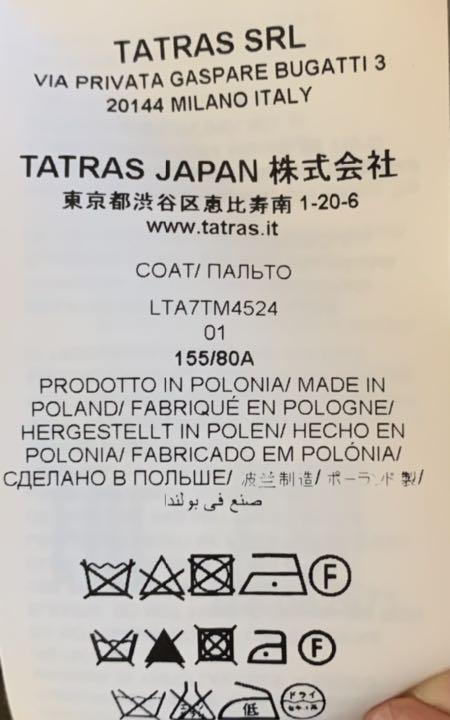 TATRAS SRL
VIA PRIVATA GASPARE BUGATTI 3
20144 MILANO ITALY
TATRAS JAPAN 株式会社
東京都渋谷区恵比寿南 1-20-6
www.tatras.it
COAT/ ПАЛЬТО
LTA7TM4524
01
155/80A
PRODOTTO IN POLONIA/ MADE IN
POLAND/ FABRIQUÉ EN POLOGNE/
HERGESTELLT IN POLEN/ HECHO EN
POLONIA/ FABRICADO EM POLÓNIA/
СДЕЛАНО В ПОЛЬШЕ/ 波兰制造/ ポーランド製/
صنع في بولندا
F
F
低 ドライ